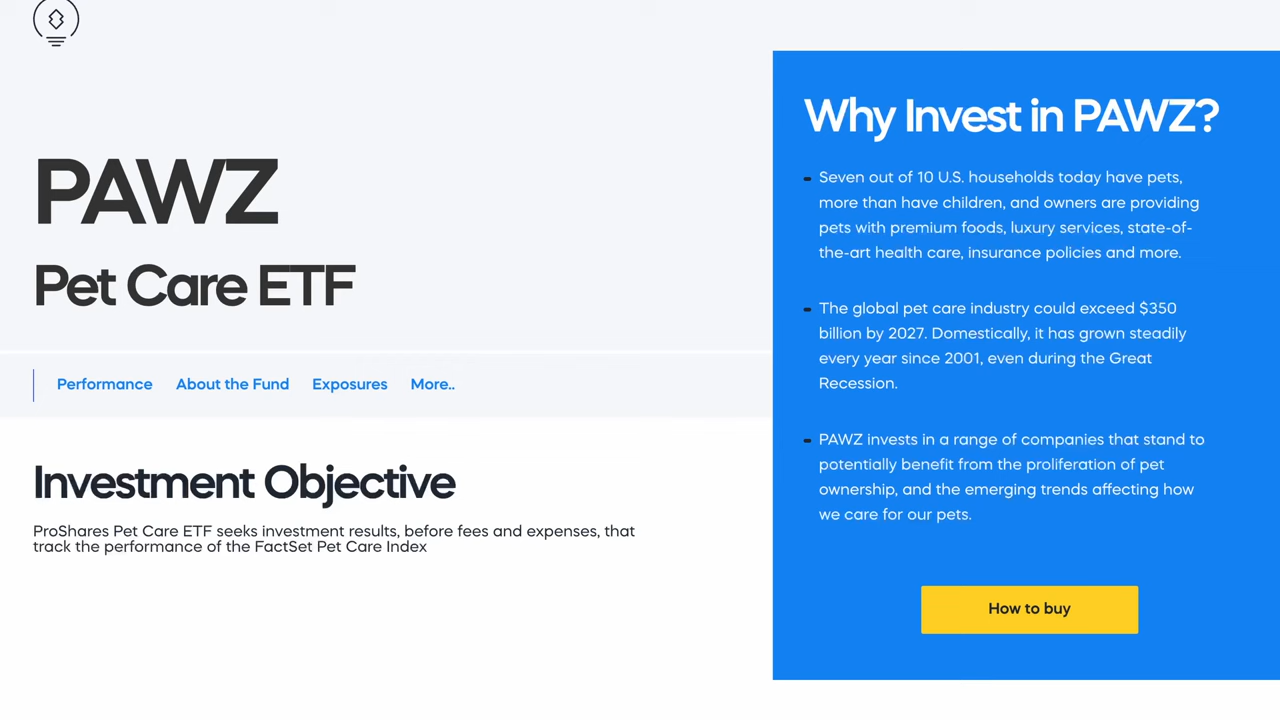 PAWZ
Pet Care ETF
Performance About the Fund Exposures More..
Investment Objective
ProShares Pet Care ETF seeks investment results, before fees and expenses, that
track the performance of the FactSet Pet Care Index
Why Invest in PAWZ?
Seven out of 10 U.S. households today have pets,
more than have children, and owners are providing
pets with premium foods, luxury services, state-of-
the-art health care, insurance policies and more.
The global pet care industry could exceed $350
billion by 2027. Domestically, it has grown steadily
every year since 2001, even during the Great
Recession.
PAWZ invests in a range of companies that stand to
potentially benefit from the proliferation of pet
ownership, and the emerging trends affecting how
we care for our pets.
How to buy